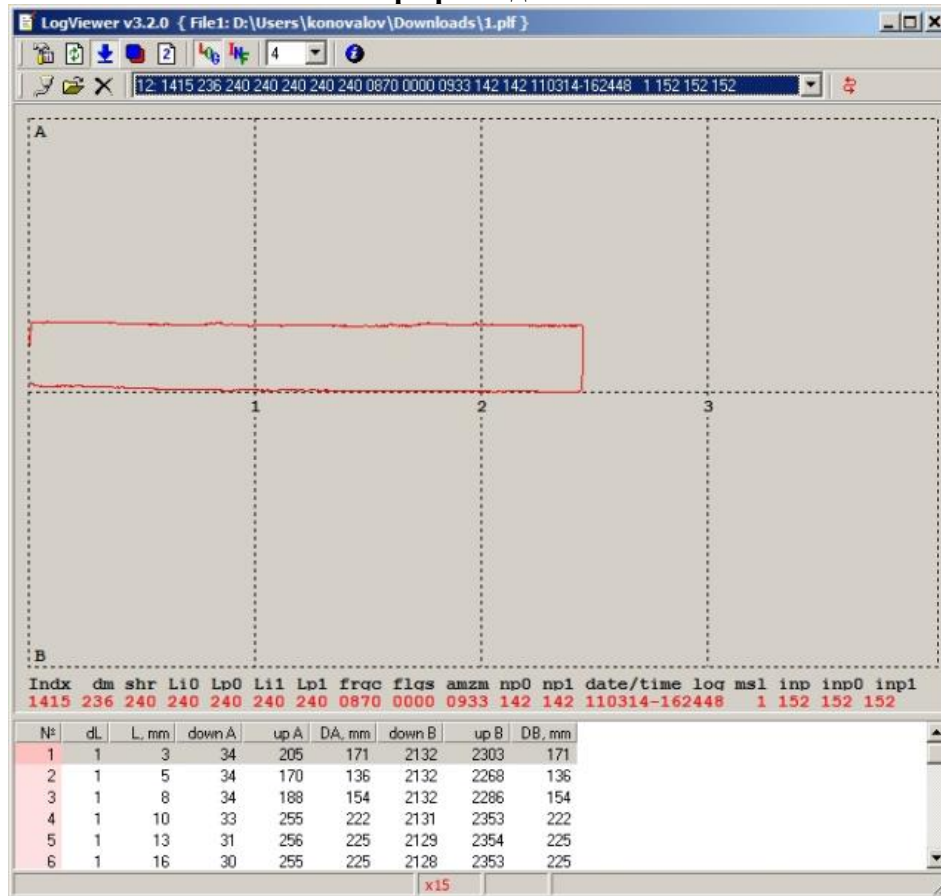 LogViewer v3.2.0 { File1: D:\Users\konovalov\Downloads\1.plf }
2 LOG INF 4
12: 1415 236 240 240 240 240 240 0870 0000 0933 142 142 110314-162448 1 152 152 152
A
1 2 3
B
Indx dm shr Li0 Lp0 Li1 Lp1 frqc flgs amzm np0 np1 date/time log msl inp inp0 inp1
1415 236 240 240 240 240 240 0870 0000 0933 142 142 110314-162448 1 152 152 152
№ dL L, mm down A up A DA, mm down B up B DB, mm
1 1 3 34 205 171 2132 2303 171
2 1 5 34 170 136 2132 2268 136
3 1 8 34 188 154 2132 2286 154
4 1 10 33 255 222 2131 2353 222
5 1 13 31 256 225 2129 2354 225
6 1 16 30 255 225 2128 2353 225
x15